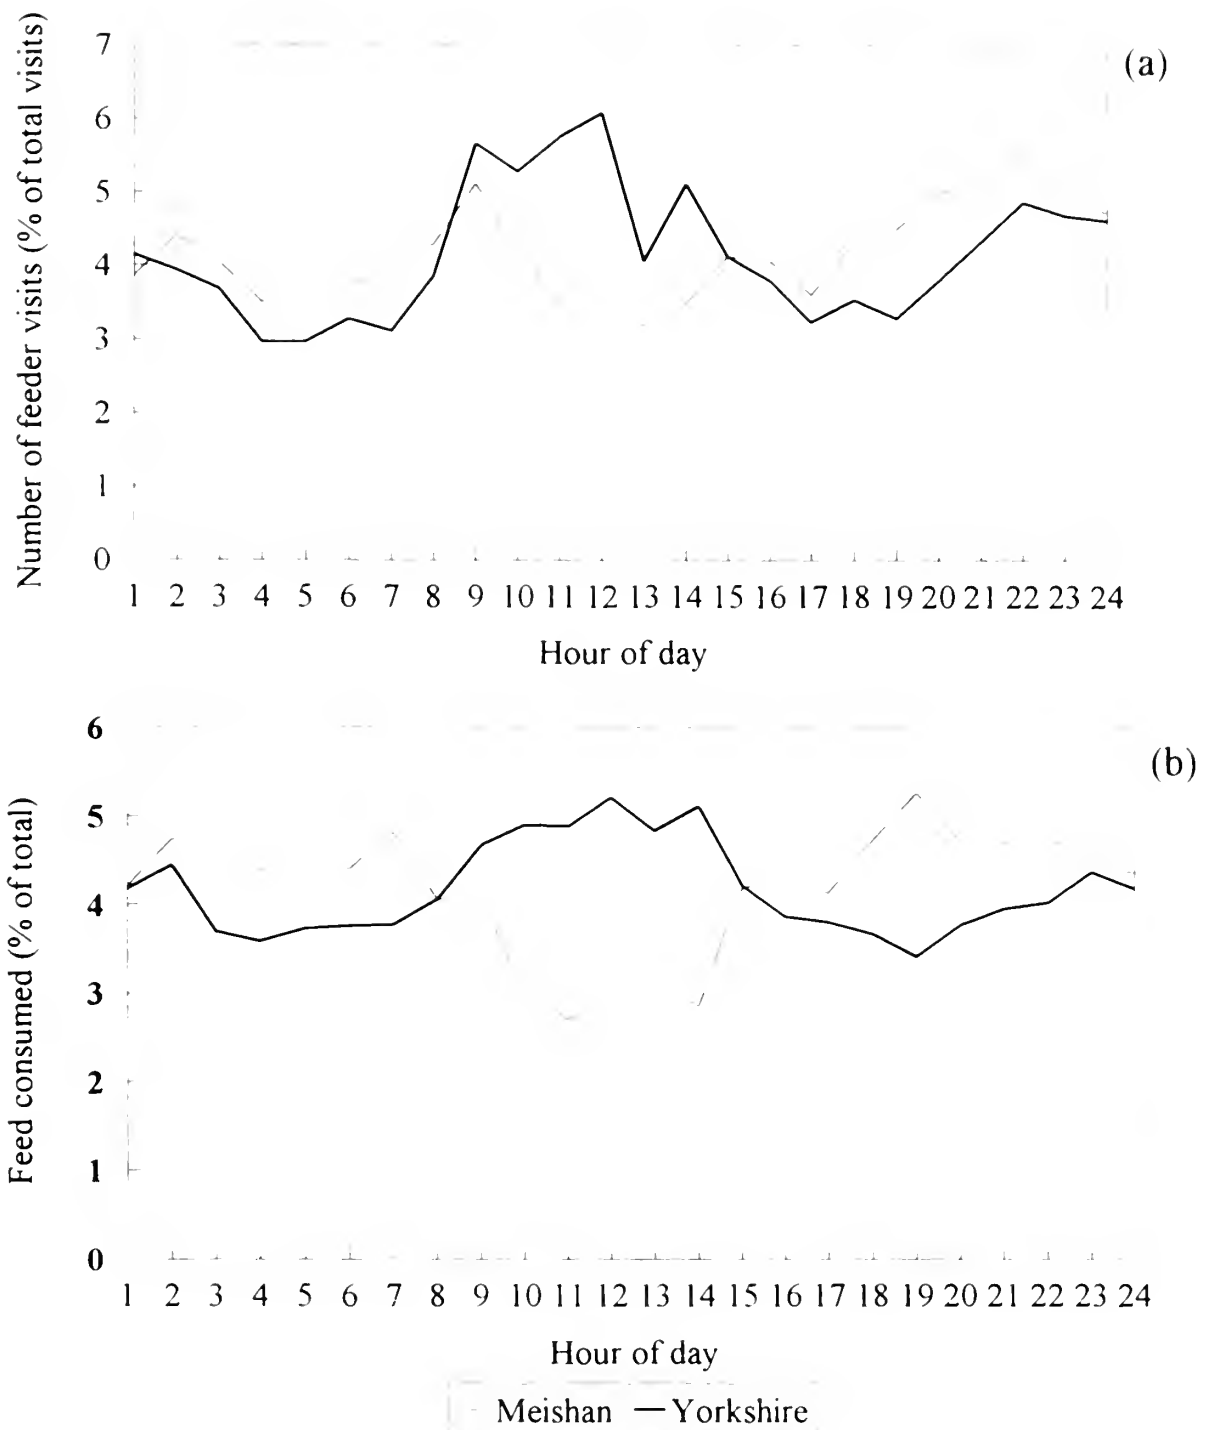 Number of feeder visits (% of total visits)
7
6
5
4
3
2
1
0
(a)
1 2 3 4 5 6 7 8 9 10 11 12 13 14 15 16 17 18 19 20 21 22 23 24
Hour of day
Feed consumed (% of total)
6
5
4
3
2
1
0
(b)
1 2 3 4 5 6 7 8 9 10 11 12 13 14 15 16 17 18 19 20 21 22 23 24
Hour of day
Meishan Yorkshire